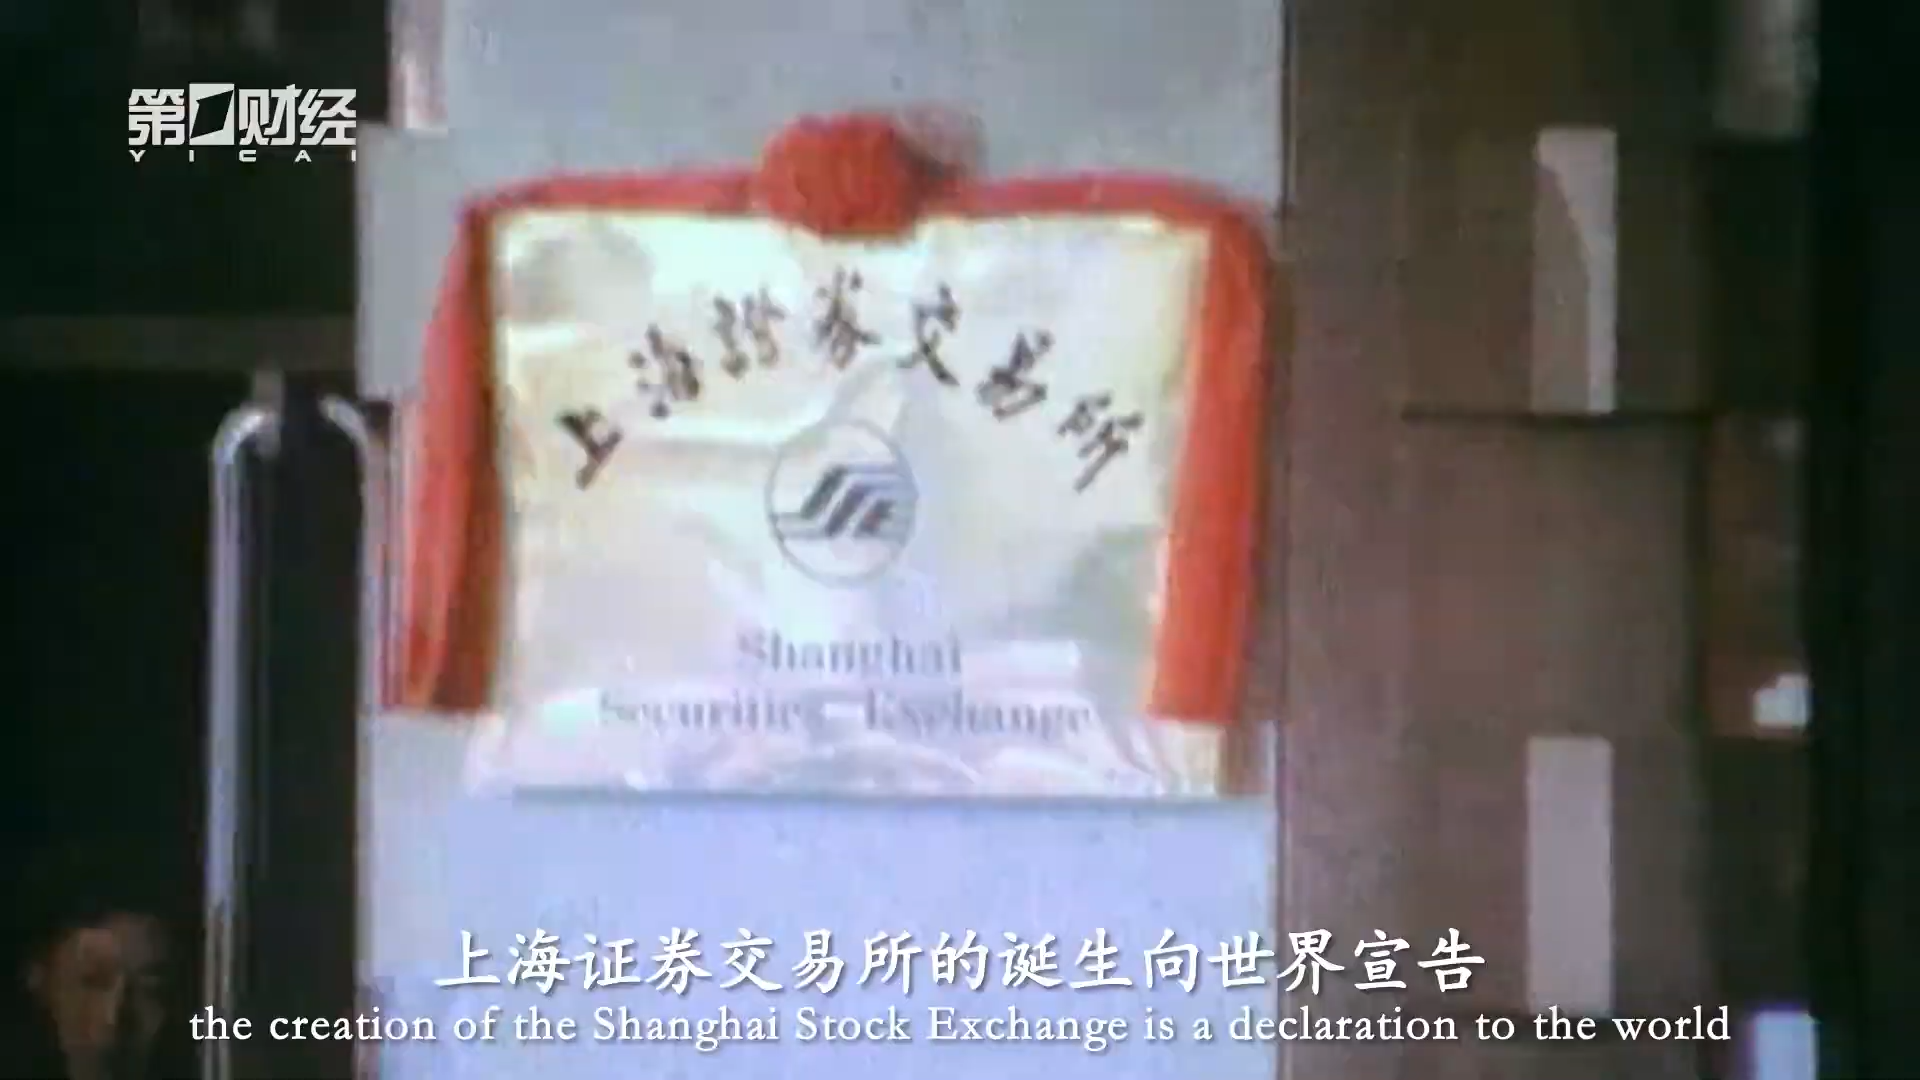 第一财经
YICAI
上海証券交易所
Shanghai
Securities Exchange
上海证券交易所的诞生向世界宣告
the creation of the Shanghai Stock Exchange is a declaration to the world